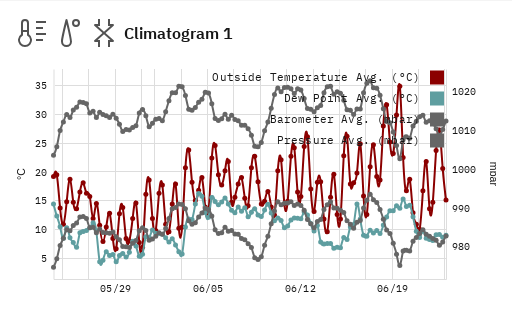 Climatogram 1
Outside Temperature Avg. (°C)
Dew Point Avg. (°C)
Barometer Avg. (mbar)
Pressure Avg. (mbar)
35
30
25
20
15
10
5
°C
1020
1010
1000
990
980
mbar
05/29
06/05
06/12
06/19